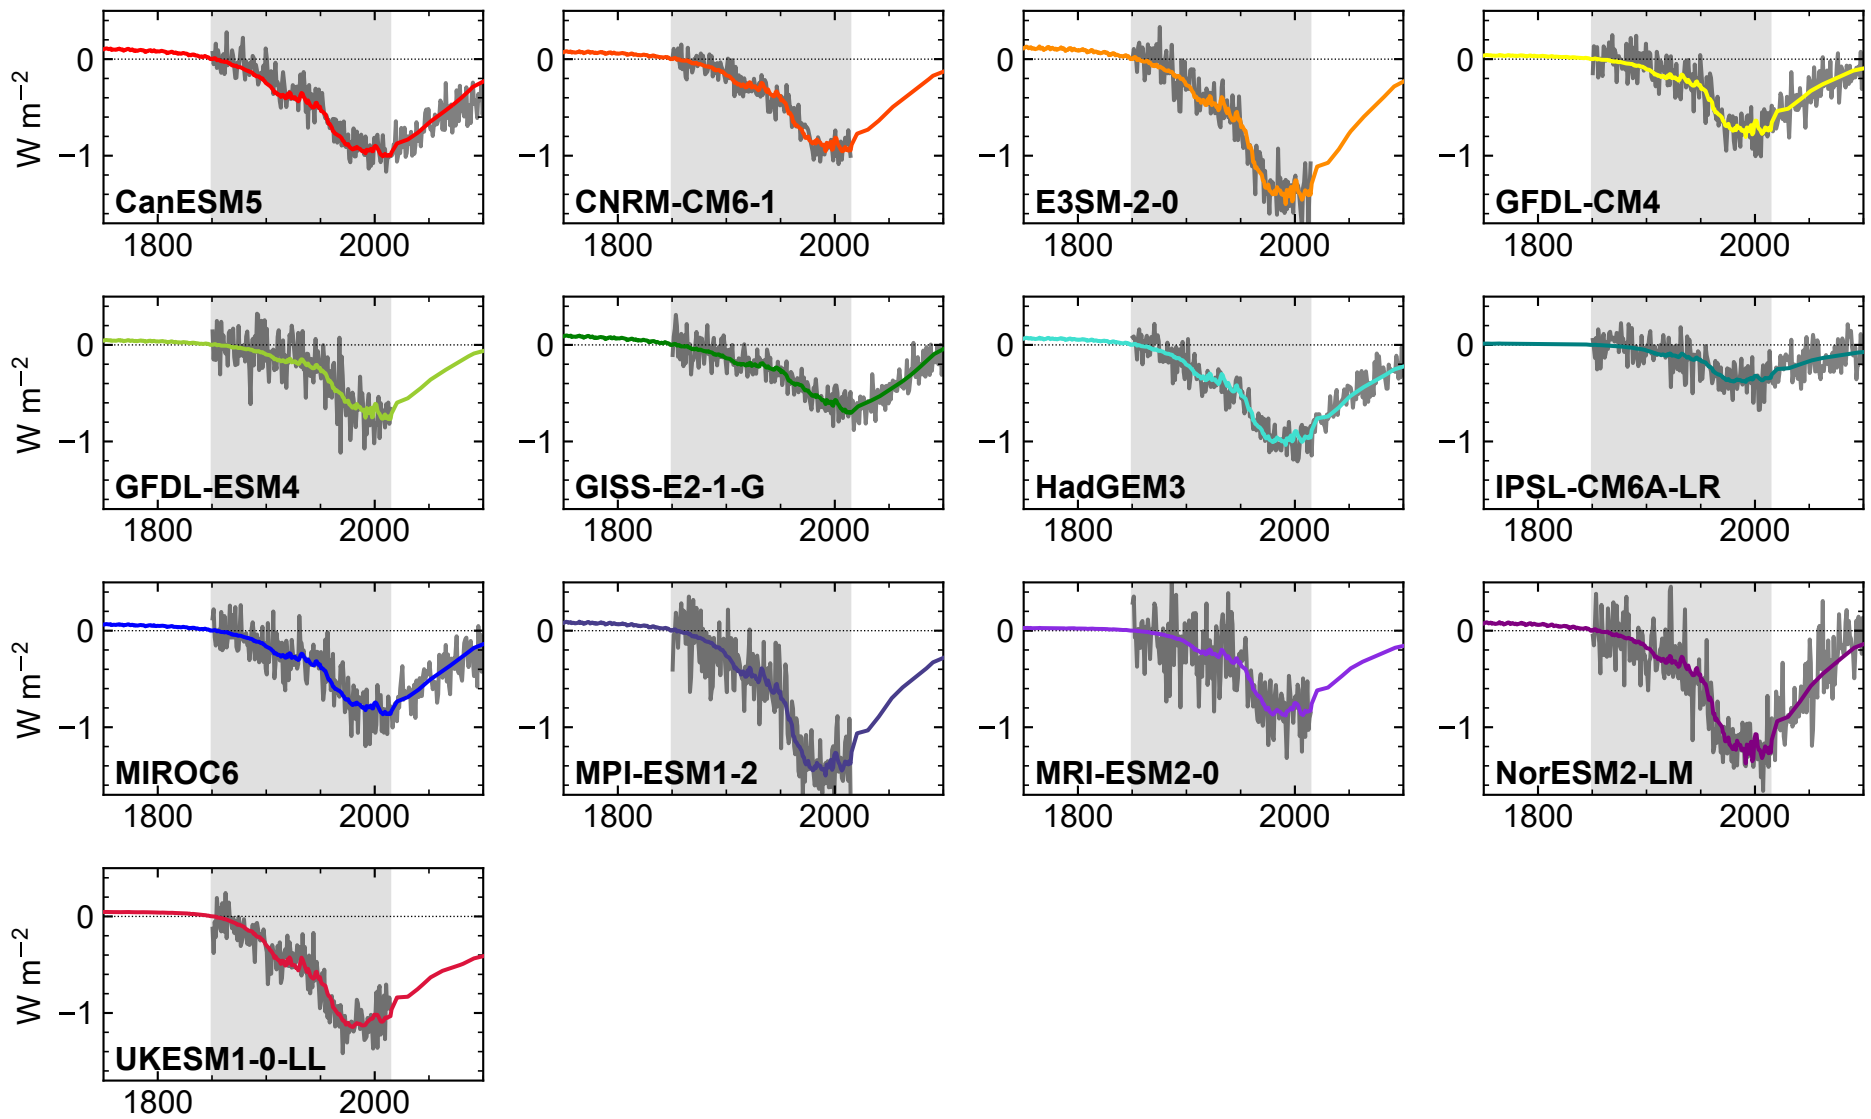 W m−2
0
−1
CanESM5
1800 2000
0
−1
CNRM-CM6-1
1800 2000
0
−1
E3SM-2-0
1800 2000
0
−1
GFDL-CM4
1800 2000
W m−2
0
−1
GFDL-ESM4
1800 2000
0
−1
GISS-E2-1-G
1800 2000
0
−1
HadGEM3
1800 2000
0
−1
IPSL-CM6A-LR
1800 2000
W m−2
0
−1
MIROC6
1800 2000
0
−1
MPI-ESM1-2
1800 2000
0
−1
MRI-ESM2-0
1800 2000
0
−1
NorESM2-LM
1800 2000
W m−2
0
−1
UKESM1-0-LL
1800 2000